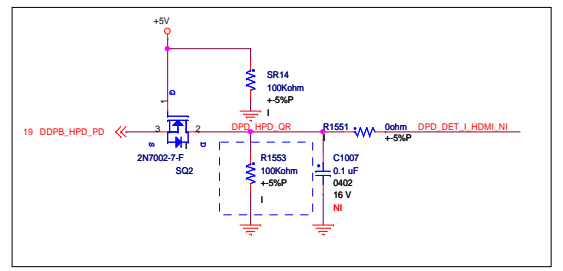 +5V
SR14
100Kohm
+-5%P
I
G
1
19 DDPB_HPD_PD
3
2
DPD_HPD_QR
R1551
0ohm
DPD_DET_I_HDMI_NI
+-5%P
I
S
D
2N7002-7-F
SQ2
R1553
100Kohm
+-5%P
I
C1007
0.1 uF
0402
16 V
NI